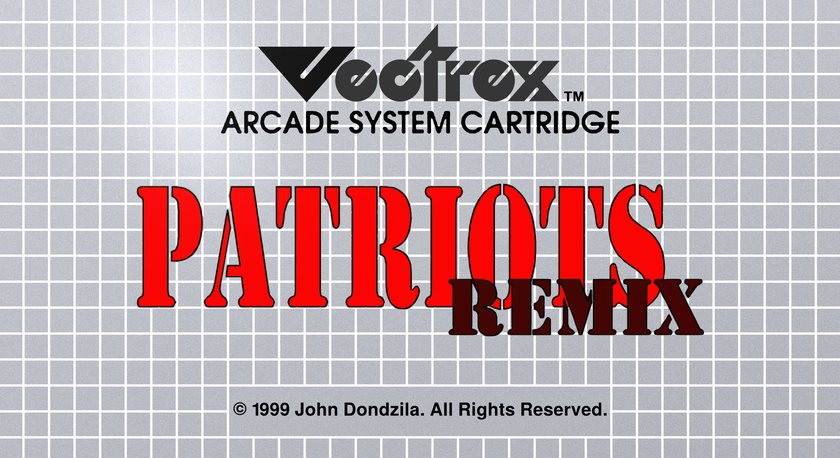 Vectrex™
ARCADE SYSTEM CARTRIDGE
PATRIOTS
REMIX
© 1999 John Dondzila. All Rights Reserved.